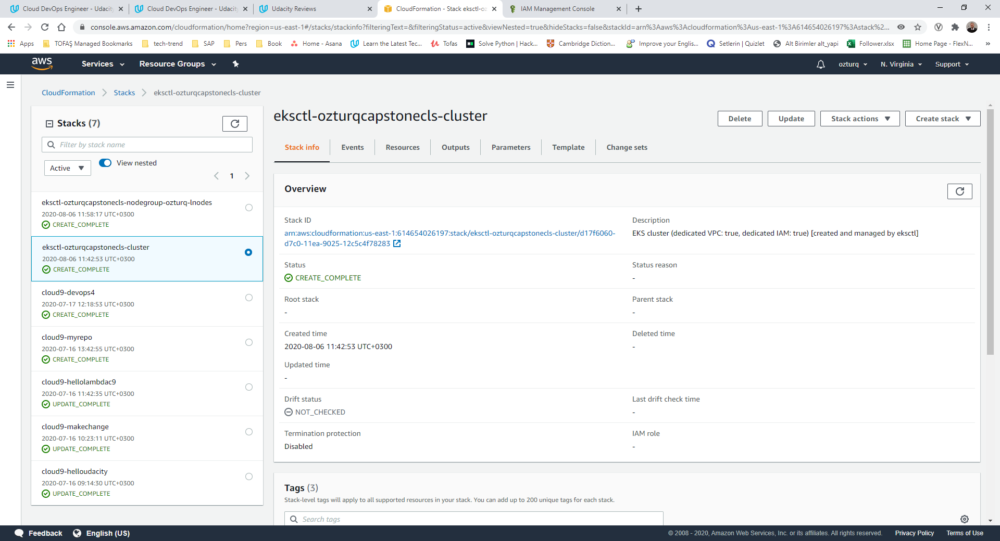 Cloud DevOps Engineer - Udacity
Cloud DevOps Engineer - Udacity
Udacity Reviews
CloudFormation - Stack eksctl-oz
IAM Management Console
console.aws.amazon.com/cloudformation/home?region=us-east-1#/stacks/stackinfo?filteringText=&filteringStatus=active&viewNested=true&hideStacks=false&stackId=arn%3Aaws%3Acloudformation%3Aus-east-1%3A614654026197%3Astack%2...
Apps
TOFAŞ Managed Bookmarks
tech-trend
SAP
Pers
Book
Home - Asana
Learn the Latest Tec...
Tofas
Solve Python | Hack...
Cambridge Diction...
Improve your Englis...
Setlerin | Quizlet
Alt Birimler alt_yapi
Follower.xlsx
Home Page - FlexN...
»
aws
Services
Resource Groups
ozturq
N. Virginia
Support
CloudFormation
Stacks
eksctl-ozturqcapstonecls-cluster
Stacks (7)
Filter by stack name
Active
View nested
1
eksctl-ozturqcapstonecls-nodegroup-ozturq-lnodes
2020-08-06 11:58:17 UTC+0300
CREATE_COMPLETE
eksctl-ozturqcapstonecls-cluster
2020-08-06 11:42:53 UTC+0300
CREATE_COMPLETE
cloud9-devops4
2020-07-17 12:18:53 UTC+0300
CREATE_COMPLETE
cloud9-myrepo
2020-07-16 13:42:55 UTC+0300
CREATE_COMPLETE
cloud9-hellolambdac9
2020-07-16 11:42:35 UTC+0300
UPDATE_COMPLETE
cloud9-makechange
2020-07-16 10:23:11 UTC+0300
UPDATE_COMPLETE
cloud9-helloudacity
2020-07-16 09:14:30 UTC+0300
UPDATE_COMPLETE
eksctl-ozturqcapstonecls-cluster
Delete
Update
Stack actions
Create stack
Stack info
Events
Resources
Outputs
Parameters
Template
Change sets
Overview
Stack ID
arn:aws:cloudformation:us-east-1:614654026197:stack/eksctl-ozturqcapstonecls-cluster/d17f6060-
d7c0-11ea-9025-12c5c4f78283
Description
EKS cluster (dedicated VPC: true, dedicated IAM: true) [created and managed by eksctl]
Status
CREATE_COMPLETE
Status reason
-
Root stack
-
Parent stack
-
Created time
2020-08-06 11:42:53 UTC+0300
Deleted time
-
Updated time
-
Drift status
NOT_CHECKED
Last drift check time
-
Termination protection
Disabled
IAM role
-
Tags (3)
Stack-level tags will apply to all supported resources in your stack. You can add up to 200 unique tags for each stack.
Search tags
Feedback
English (US)
© 2008 - 2020, Amazon Web Services, Inc. or its affiliates. All rights reserved.
Privacy Policy
Terms of Use